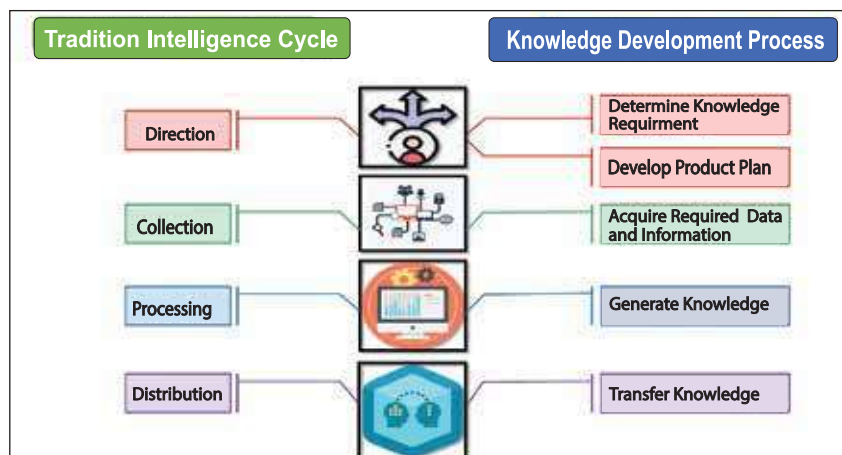 Tradition Intelligence Cycle
Knowledge Development Process
Direction
Determine Knowledge
Requirment
Develop Product Plan
Collection
Acquire Required Data
and Information
Processing
Generate Knowledge
Distribution
Transfer Knowledge